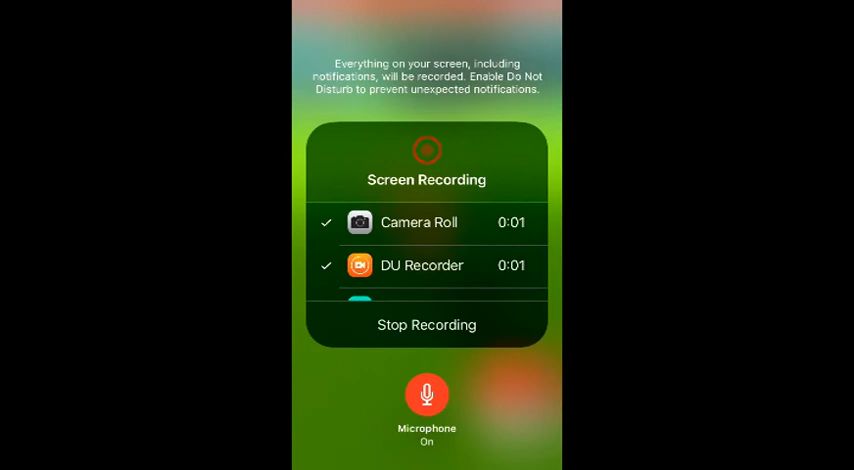 Everything on your screen, including
notifications, will be recorded. Enable Do Not
Disturb to prevent unexpected notifications.
Screen Recording
Camera Roll 0:01
DU Recorder 0:01
Stop Recording
Microphone
On